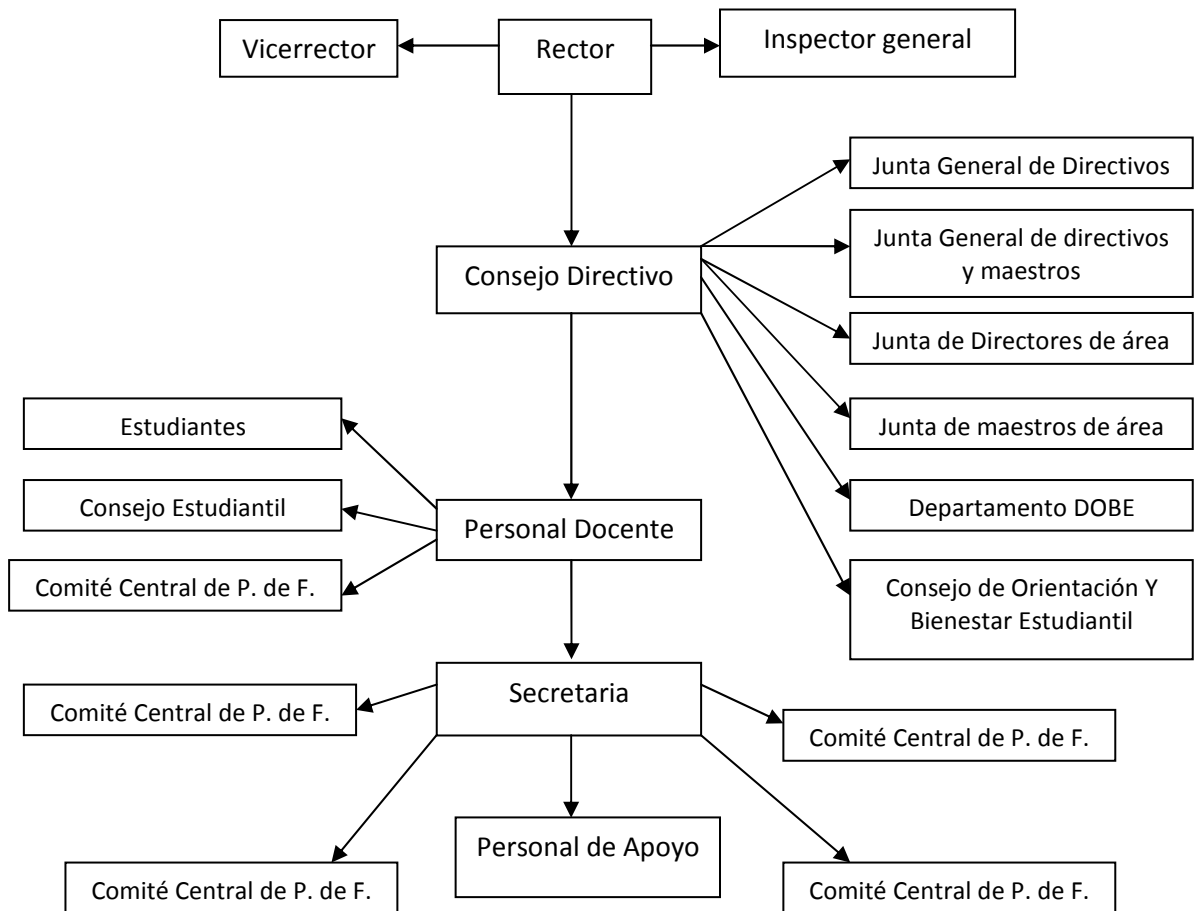 Vicerrector
Rector
Inspector general
Junta General de Directivos
Junta General de directivos
y maestros
Consejo Directivo
Junta de Directores de área
Junta de maestros de área
Estudiantes
Consejo Estudiantil
Departamento DOBE
Personal Docente
Comité Central de P. de F.
Consejo de Orientación Y
Bienestar Estudiantil
Secretaria
Comité Central de P. de F.
Comité Central de P. de F.
Personal de Apoyo
Comité Central de P. de F.
Comité Central de P. de F.